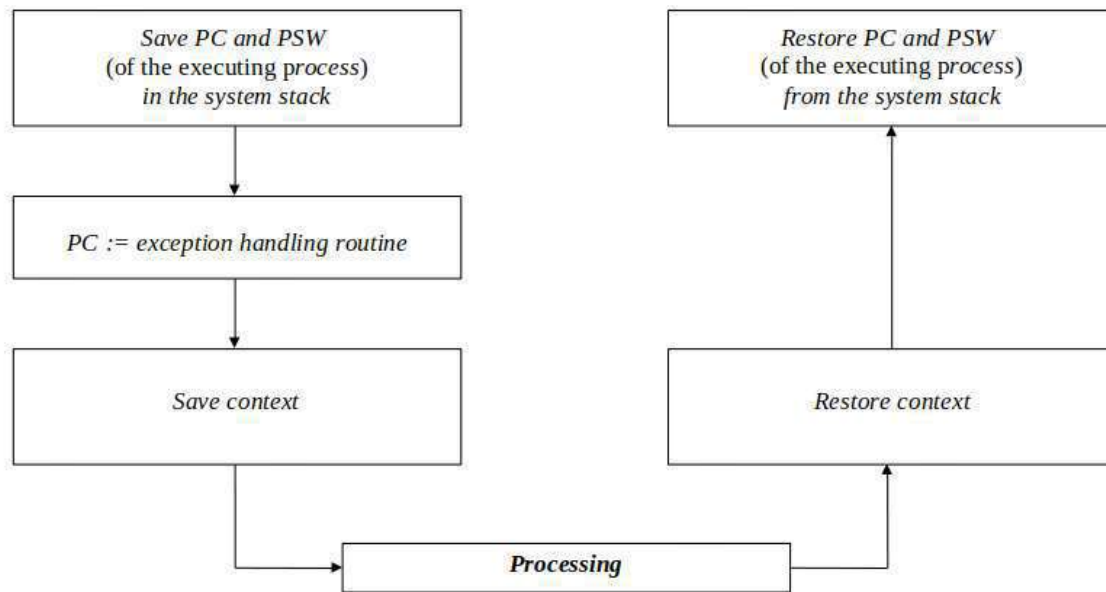 Save PC and PSW
(of the executing process)
in the system stack
PC := exception handling routine
Save context
Processing
Restore context
Restore PC and PSW
(of the executing process)
from the system stack